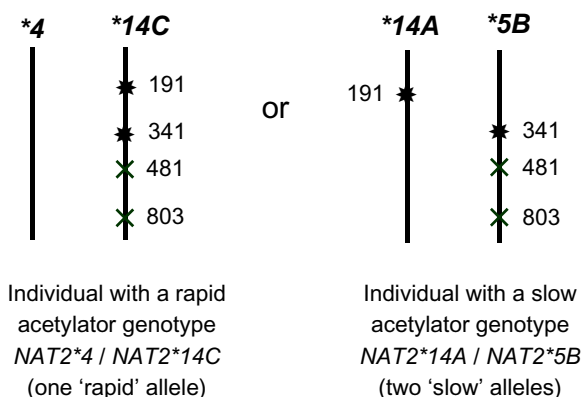 *4 *14C
191
341
481
803
or
*14A *5B
191
341
481
803
Individual with a rapid
acetylator genotype
NAT2*4 / NAT2*14C
(one ‘rapid’ allele)
Individual with a slow
acetylator genotype
NAT2*14A / NAT2*5B
(two ‘slow’ alleles)